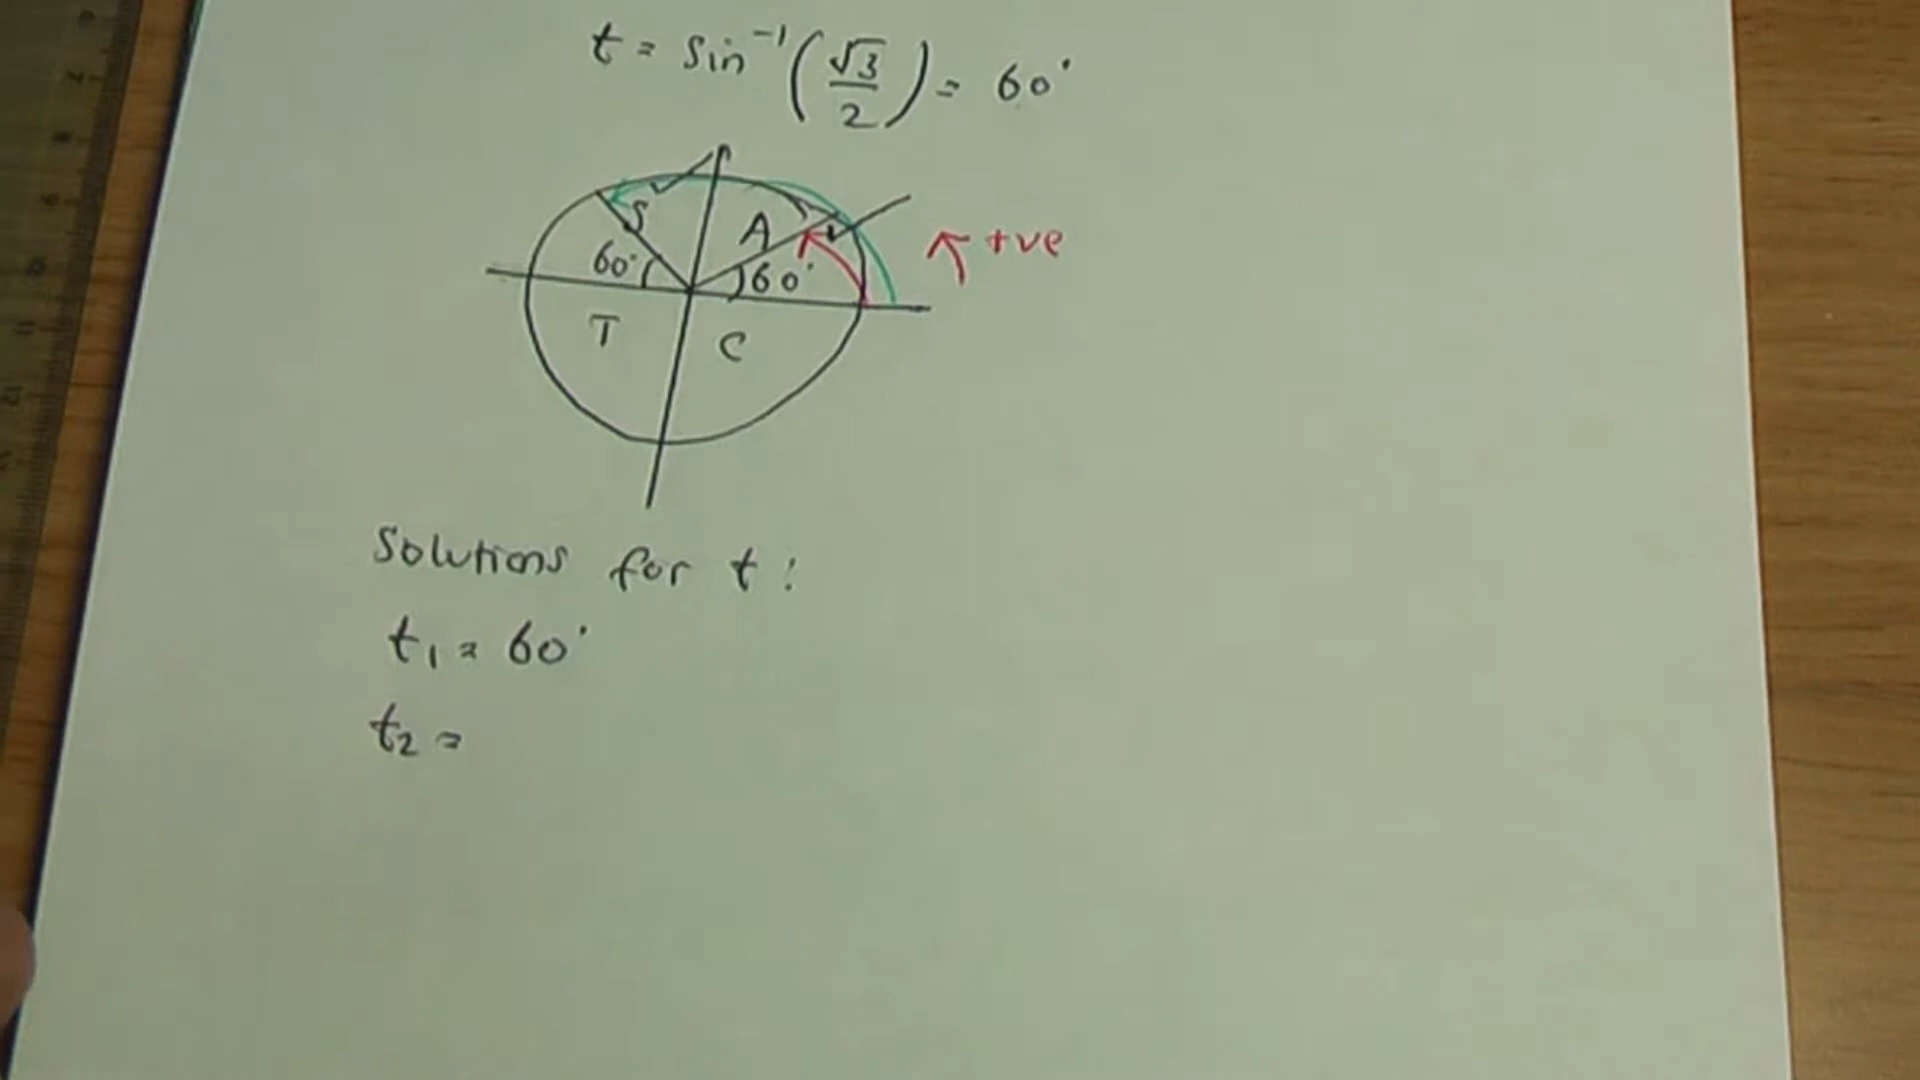 t = sin⁻¹(√3/2) = 60°
S A
+ve
60° 60°
T C
Solutions for t :
t₁ = 60°
t₂ =